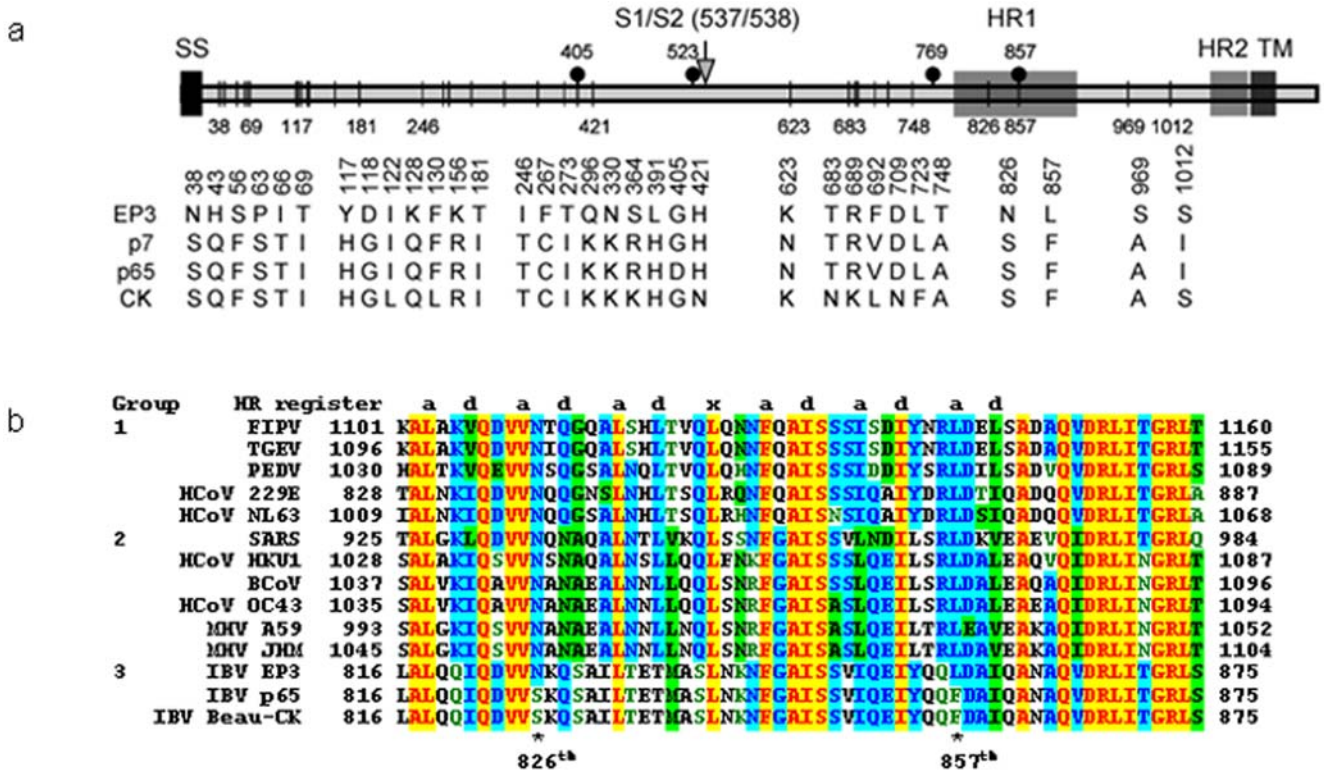 a
S1/S2 (537/538)
HR1
SS 405 523 769 857 HR2 TM
38 69 117 181 246 421 623 683 748 826 857 969 1012
38 43 56 63 66 69 117 118 122 128 130 156 181 246 267 273 296 330 364 391 405 421 623 683 689 692 709 723 748 826 857 969 1012
EP3 N H S P I T Y D I K F K T I F T Q N S L G H K T R F D L T N L S S
p7 S Q F S T I H G I Q F R I T C I K K R H G H N T R V D L A S F A I
p65 S Q F S T I H G I Q F R I T C I K K R H D H N T R V D L A S F A I
CK S Q F S T I H G L Q L R I T C I K K K H G N K N K L N F A S F A S
b
Group HR register a d a d a d x a d a d a d
1 FIPV 1101 KALAKVQDVVNTQGQALSHLTVQLQNNFQAISSSISDIYNRLDELSADAQVDRLITGRLT 1160
TGEV 1096 KALAKVQDVVNIQGQALSHLTVQLQNNFQAISSSISDIYNRLDELSADAQVDRLITGRLT 1155
PEDV 1030 HALTKVQEVVNSQGSALNQLTVQLQHNFQAISSSIDDIYSRLDILSADVQVDRLITGRLS 1089
HCoV 229E 828 TALNKIQDVVNQQGNSLNHLTSQLRQNFQAISSSIQAIYDRLDTIQADQQVDRLITGRLA 887
HCoV NL63 1009 IALNKIQDVVNQQGSALNHLTSQLRHNFQAISNSIQAIYDRLDSIQADQQVDRLITGRLA 1068
2 SARS 925 TALGKLQDVVNQNAQALNTLVKQLSSNFGAISSVLNDILSRLDKVEAEVQIDRLITGRLQ 984
HCoV HKU1 1028 SALAKIQSVVNSNAQALNSLLQQLFNKFGAISSSLQEILSRLDALEAQVQIDRLINGRLT 1087
BCoV 1037 SALVKIQAVVNANAEALNNLLQQLSNRFGAISSSLQEILSRLDALEAQAQIDRLINGRLT 1096
HCoV OC43 1035 SALVKIQAVVNANAEALNNLLQQLSNRFGAISASLQEILSRLDALEAEAQIDRLINGRLT 1094
MHV A59 993 SALGKIQSVVNANAEALNNLLNQLSNRFGAISASLQEILTRLEAVEAKAQIDRLINGRLT 1052
MHV JHM 1045 SALGKIQSVVNANAEALNNLLNQLSNRFGAISASLQEILTRLDAVEAKAQIDRLINGRLT 1104
3 IBV EP3 816 LALQQIQDVVNKQSAILTETMASLNKNFGAISSVIQEIYQQLDAIQANAQVDRLITGRLS 875
IBV p65 816 LALQQIQDVVSKQSAILTETMASLNKNFGAISSVIQEIYQQFDAIQANAQVDRLITGRLS 875
IBV Beau-CK 816 LALQQIQDVVSKQSAILTETMASLNKNFGAISSVIQEIYQQFDAIQANAQVDRLITGRLS 875
* *
826th 857th